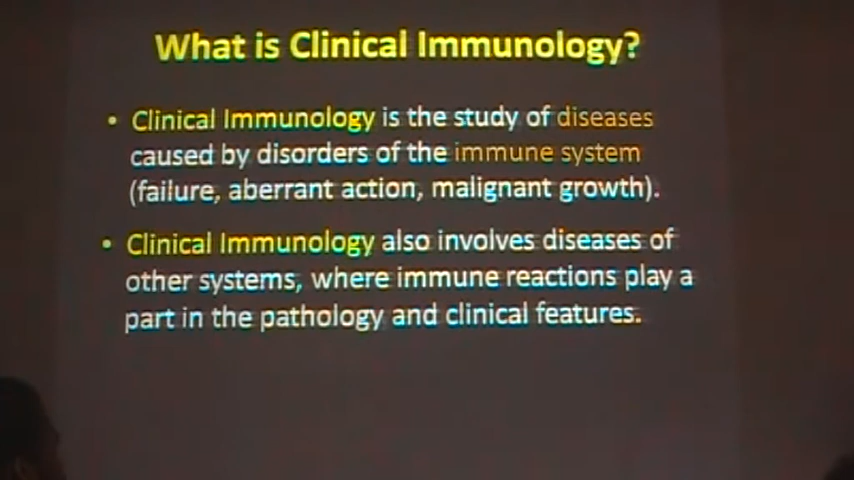 What is Clinical Immunology?
• Clinical Immunology is the study of diseases
caused by disorders of the immune system
(failure, aberrant action, malignant growth).
• Clinical Immunology also involves diseases of
other systems, where immune reactions play a
part in the pathology and clinical features.